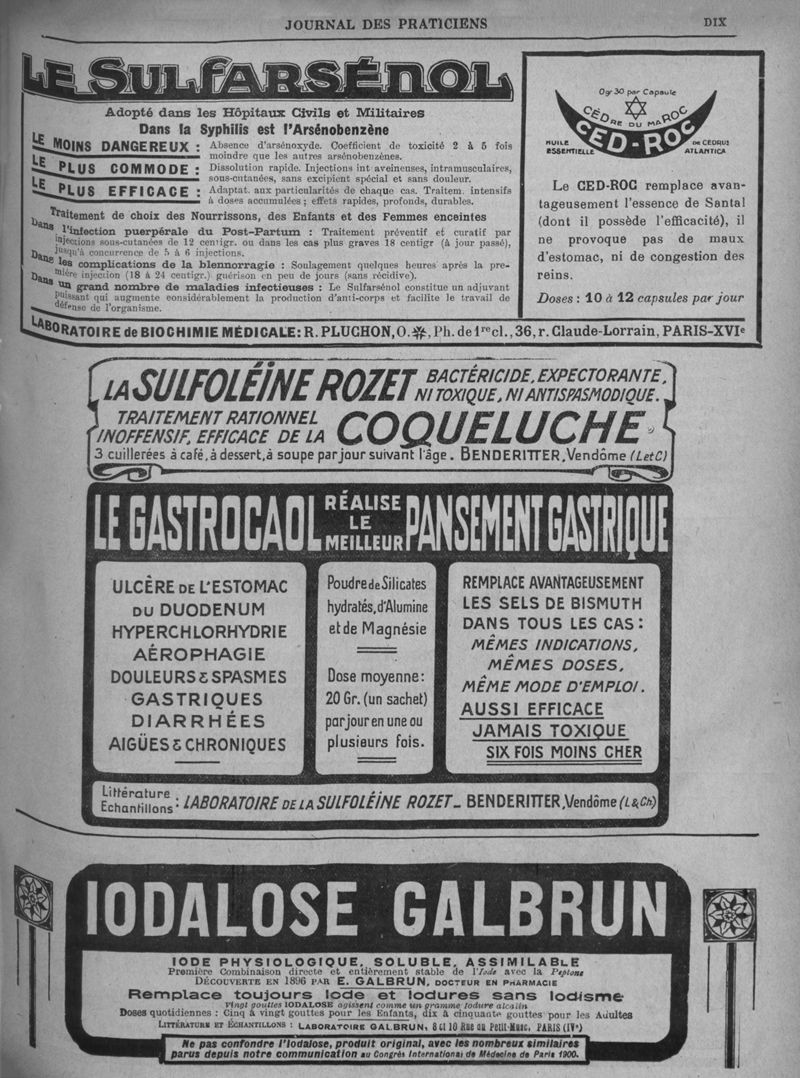 JOURNAL DES PRATICIENS
DIX
LE SULFARSÉNOL
Adopté dans les Hôpitaux Civils et Militaires
Dans la Syphilis est l'Arsénobenzène
LE MOINS DANGEREUX : Absence d'arsénoxyde. Coefficient de toxicité 2 à 5 fois
moindre que les autres arsénobenzènes.
LE PLUS COMMODE : Dissolution rapide. Injections int aveineuses, intramusculaires,
sous-cutanées, sans excipient spécial et sans douleur.
LE PLUS EFFICACE : Adaptat. aux particularités de chaque cas. Traitem. intensifs
à doses accumulées ; effets rapides, profonds, durables.
Traitement de choix des Nourrissons, des Enfants et des Femmes enceintes
Dans l'infection puerpérale du Post-Partum : Traitement préventif et curatif par
injections sous-cutanées de 12 centigr. ou dans les cas plus graves 18 centigr (à jour passé),
jusqu'à concurrence de 5 à 6 injections.
Dans les complications de la blennorragie : Soulagement quelques heures après la pre-
mière injection (18 à 24 centigr.) guérison en peu de jours (sans récidive).
Dans un grand nombre de maladies infectieuses : Le Sulfarsénol constitue un adjuvant
puissant qui augmente considérablement la production d'anti-corps et facilite le travail de
défense de l'organisme.
0gr 30 par Capsule
CÈDRE DU MAROC
CED-ROC
HUILE
ESSENTIELLE
DE CEDRUS
ATLANTICA
Le CED-ROC remplace avan-
tageusement l'essence de Santal
(dont il possède l'efficacité), il
ne provoque pas de maux
d'estomac, ni de congestion des
reins.
Doses : 10 à 12 capsules par jour
LABORATOIRE de BIOCHIMIE MÉDICALE: R. PLUCHON, O. ✻, Ph. de 1re cl., 36, r. Claude-Lorrain, PARIS-XVIe
LA SULFOLÉINE ROZET BACTÉRICIDE, EXPECTORANTE,
NI TOXIQUE, NI ANTISPASMODIQUE.
TRAITEMENT RATIONNEL
INOFFENSIF, EFFICACE DE LA COQUELUCHE
3 cuillerées à café, à dessert, à soupe par jour suivant l'âge. BENDERITTER, Vendôme (L et C)
LE GASTROCAOL RÉALISE
LE
MEILLEUR PANSEMENT GASTRIQUE
ULCÈRE DE L'ESTOMAC
DU DUODENUM
HYPERCHLORHYDRIE
AÉROPHAGIE
DOULEURS & SPASMES
GASTRIQUES
DIARRHÉES
AIGÜES & CHRONIQUES
Poudre de Silicates
hydratés, d'Alumine
et de Magnésie
Dose moyenne:
20 Gr. (un sachet)
par jour en une ou
plusieurs fois.
REMPLACE AVANTAGEUSEMENT
LES SELS DE BISMUTH
DANS TOUS LES CAS:
MÊMES INDICATIONS,
MÊMES DOSES,
MÊME MODE D'EMPLOI.
AUSSI EFFICACE
JAMAIS TOXIQUE
SIX FOIS MOINS CHER
Littérature
Echantillons : LABORATOIRE DE LA SULFOLÉINE ROZET_ BENDERITTER, Vendôme (L & Ch)
IODALOSE GALBRUN
IODE PHYSIOLOGIQUE, SOLUBLE, ASSIMILABLE
Première Combinaison directe et entièrement stable de l'Iode avec la Peptone
DÉCOUVERTE EN 1896 PAR E. GALBRUN, DOCTEUR EN PHARMACIE
Remplace toujours Iode et Iodures sans Iodisme
Vingt gouttes IODALOSE agissent comme un gramme Iodure alcalin
Doses quotidiennes : Cinq à vingt gouttes pour les Enfants, dix à cinquante gouttes pour les Adultes
LITTÉRATURE ET ÉCHANTILLONS : LABORATOIRE GALBRUN, 8 et 10 Rue du Petit-Musc, PARIS (IVe)
Ne pas confondre l'Iodalose, produit original, avec les nombreux similaires
parus depuis notre communication au Congrès International de Médecine de Paris 1900.